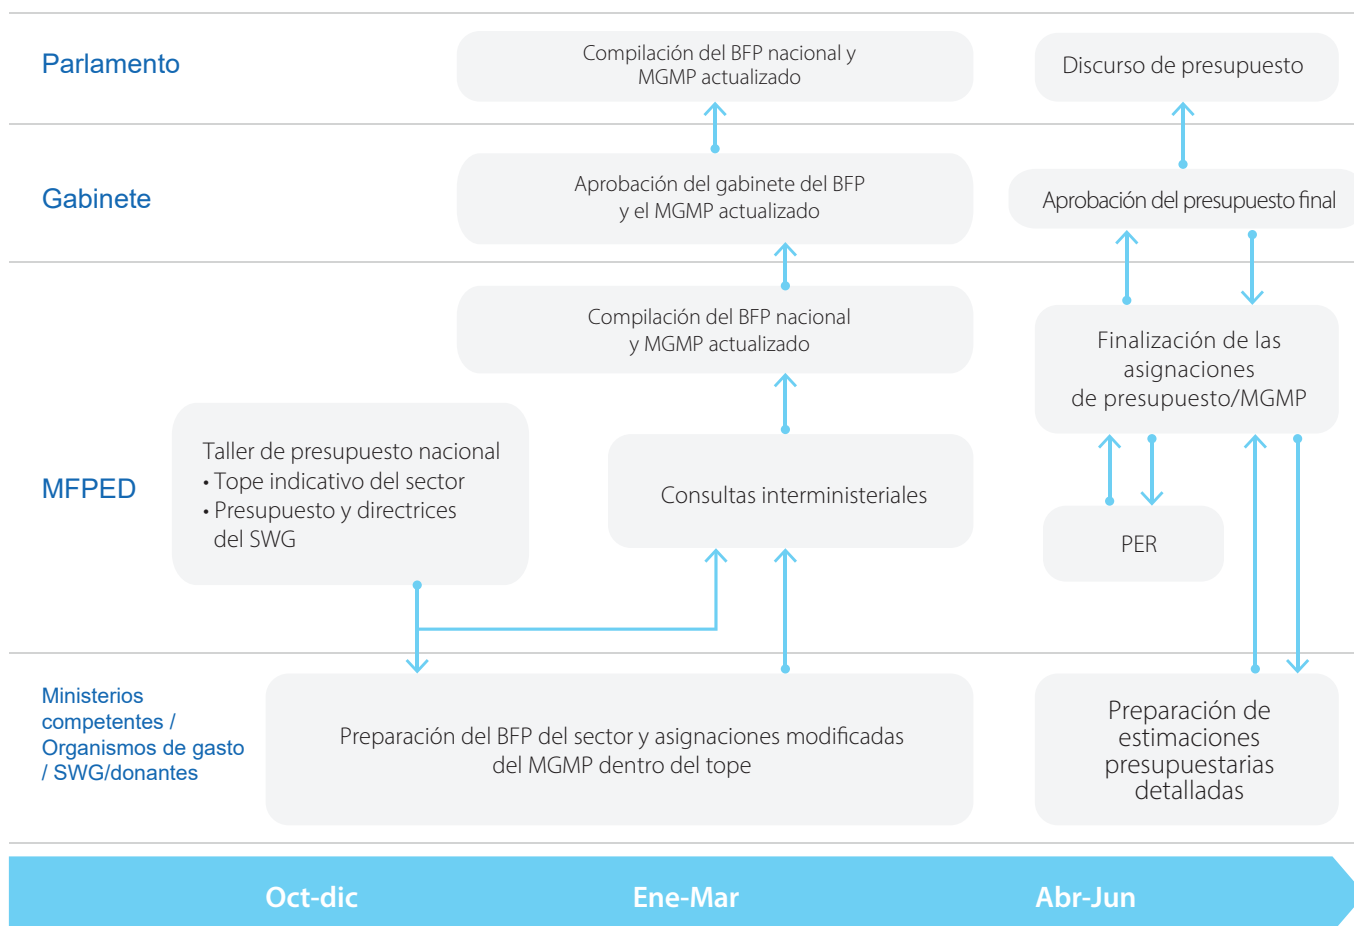 Parlamento
Compilación del BFP nacional y
MGMP actualizado
Discurso de presupuesto
Gabinete
Aprobación del gabinete del BFP
y el MGMP actualizado
Aprobación del presupuesto final
Compilación del BFP nacional
y MGMP actualizado
Finalización de las
asignaciones
de presupuesto/MGMP
MFPED
Taller de presupuesto nacional
• Tope indicativo del sector
• Presupuesto y directrices
del SWG
Consultas interministeriales
PER
Ministerios
competentes /
Organismos de gasto
/ SWG/donantes
Preparación del BFP del sector y asignaciones modificadas
del MGMP dentro del tope
Preparación de
estimaciones
presupuestarias
detalladas
Oct-dic
Ene-Mar
Abr-Jun